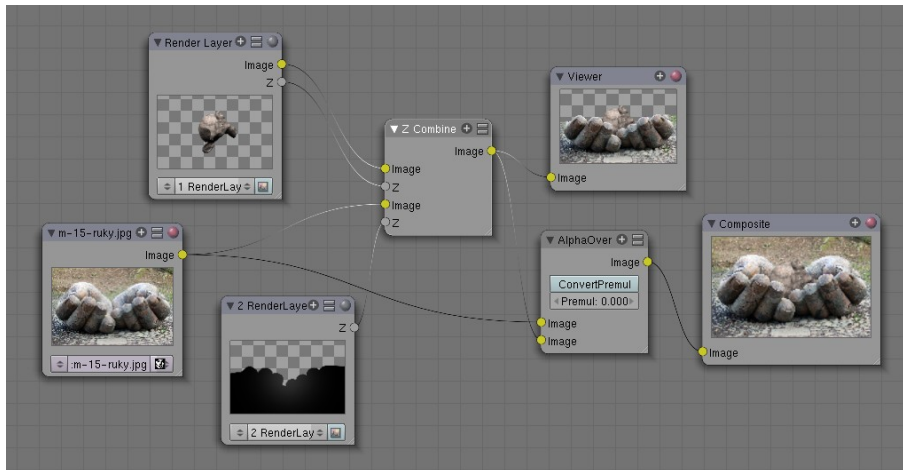 Render Layer
Image
Z
1 RenderLay
Z Combine
Image
Image
Z
Image
Z
Viewer
Image
m-15-ruky.jpg
Image
:m-15-ruky.jpg
2 RenderLaye
Z
2 RenderLay
AlphaOver
Image
ConvertPremul
Premul: 0.000
Image
Image
Composite
Image